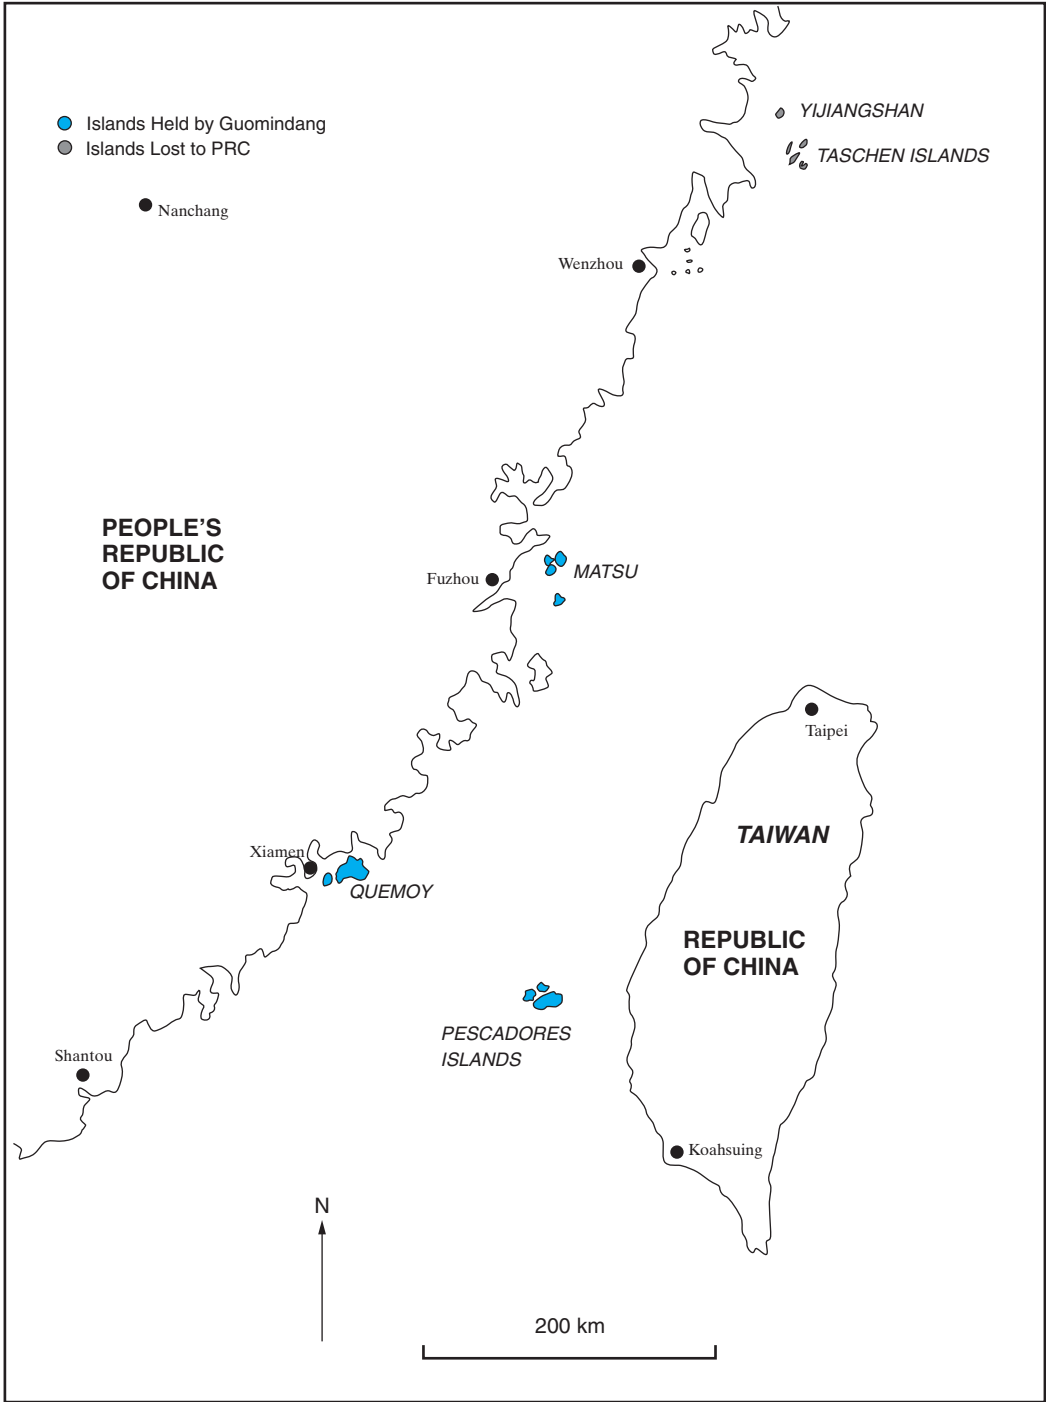 YIJIANGSHAN
Islands Held by Guomindang
Islands Lost to PRC
TASCHEN ISLANDS
Nanchang
Wenzhou
PEOPLE'S
REPUBLIC
OF CHINA
MATSU
Fuzhou
Taipei
TAIWAN
Xiamen
QUEMOY
REPUBLIC
OF CHINA
PESCADORES
ISLANDS
Shantou
Koahsuing
N
200 km